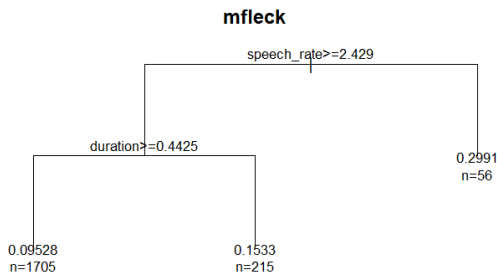 mfleck
speech_rate>=2.429
duration>=0.4425
0.2991
n=56
0.09528
n=1705
0.1533
n=215